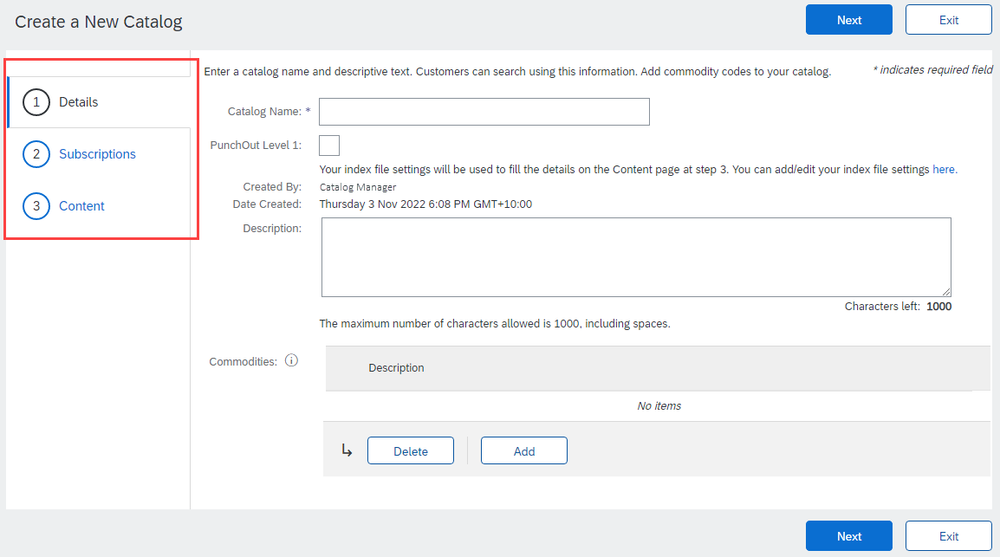 Create a New Catalog
Next
Exit
1 Details
2 Subscriptions
3 Content
Enter a catalog name and descriptive text. Customers can search using this information. Add commodity codes to your catalog.
* indicates required field
Catalog Name: *
PunchOut Level 1:
Your index file settings will be used to fill the details on the Content page at step 3. You can add/edit your index file settings here.
Created By: Catalog Manager
Date Created: Thursday 3 Nov 2022 6:08 PM GMT+10:00
Description:
Characters left: 1000
The maximum number of characters allowed is 1000, including spaces.
Commodities: i
Description
No items
Delete
Add
Next
Exit